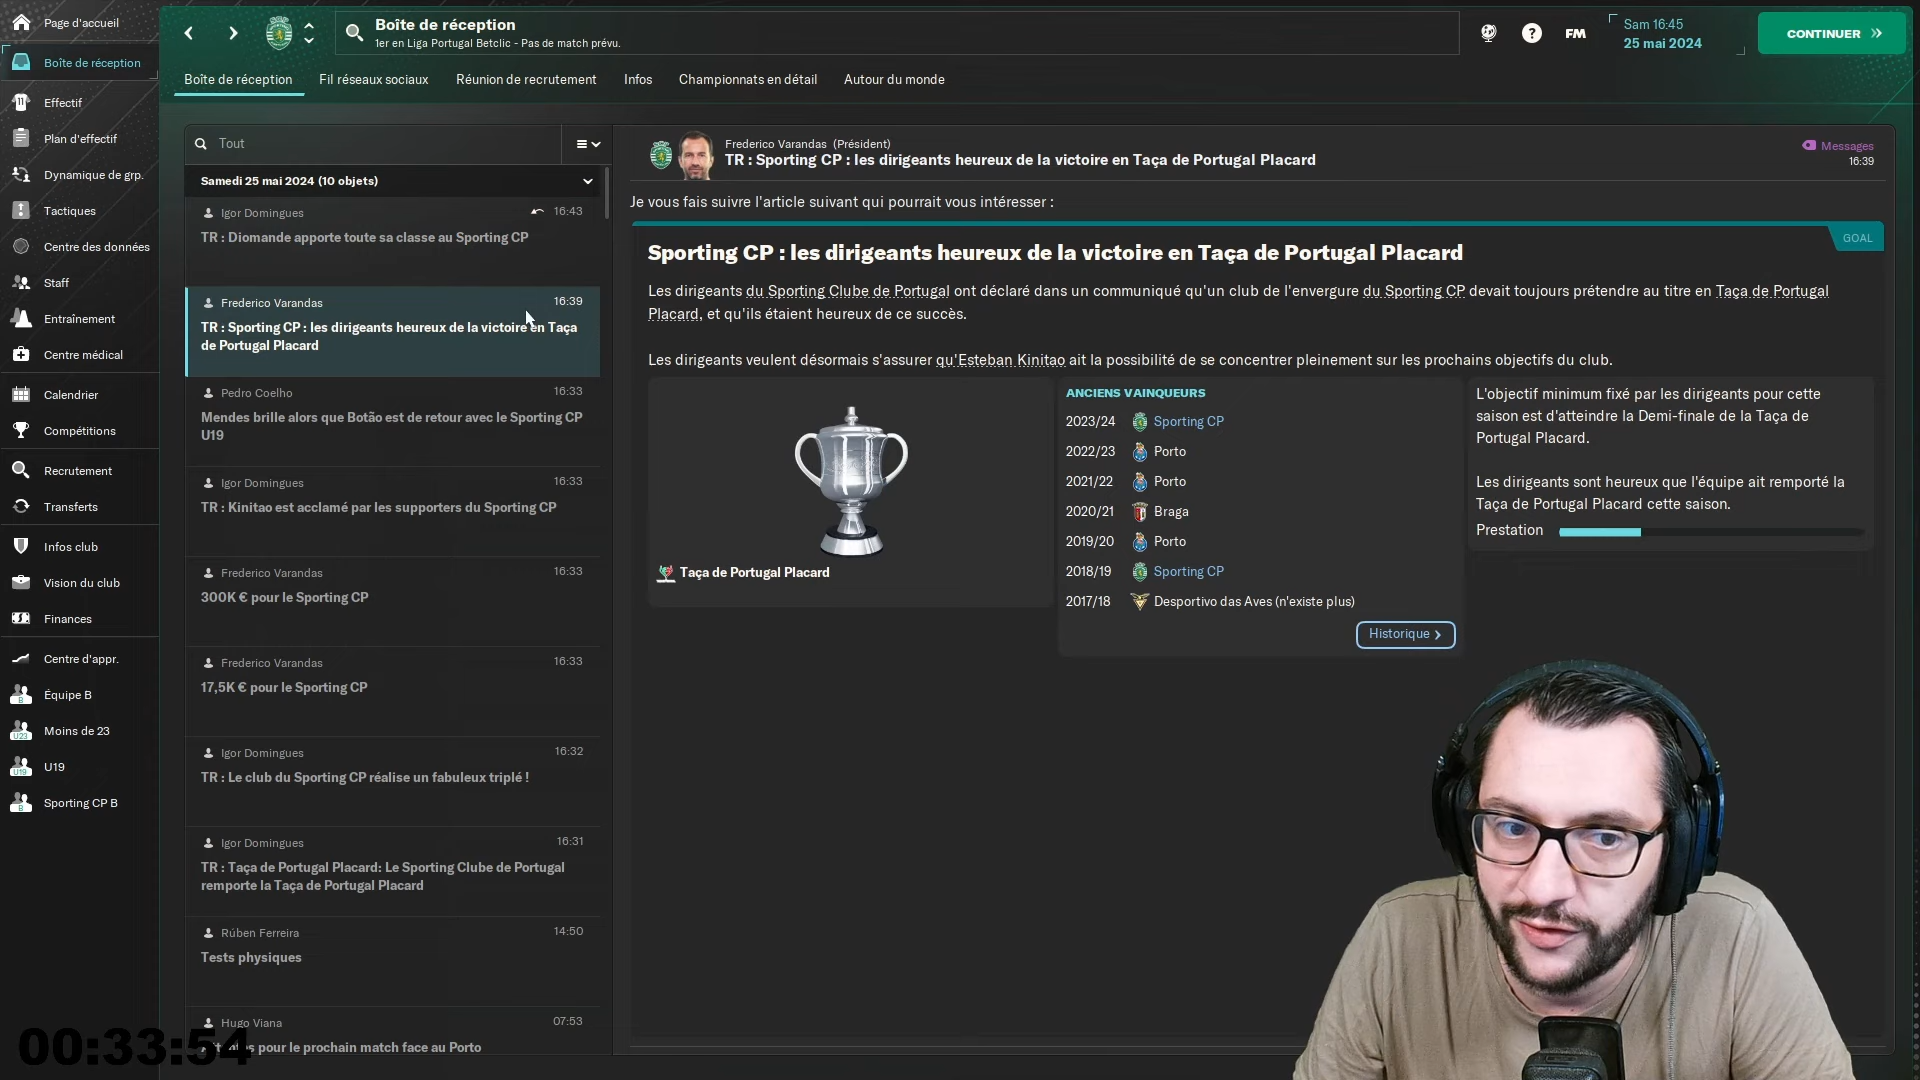 Page d'accueil
Boîte de réception
Effectif
Plan d'effectif
Dynamique de grp.
Tactiques
Centre des données
Staff
Entraînement
Centre médical
Calendrier
Compétitions
Recrutement
Transferts
Infos club
Vision du club
Finances
Centre d'appr.
Équipe B
Moins de 23
U19
Sporting CP B
Boîte de réception
1er en Liga Portugal Betclic - Pas de match prévu.
FM
Sam 16:45
25 mai 2024
CONTINUER
Boîte de réception
Fil réseaux sociaux
Réunion de recrutement
Infos
Championnats en détail
Autour du monde
Tout
Samedi 25 mai 2024 (10 objets)
Igor Domingues 16:43
TR : Diomande apporte toute sa classe au Sporting CP
Frederico Varandas 16:39
TR : Sporting CP : les dirigeants heureux de la victoire en Taça
de Portugal Placard
Pedro Coelho 16:33
Mendes brille alors que Botão est de retour avec le Sporting CP
U19
Igor Domingues 16:33
TR : Kinitao est acclamé par les supporters du Sporting CP
Frederico Varandas 16:33
300K € pour le Sporting CP
Frederico Varandas 16:33
17,5K € pour le Sporting CP
Igor Domingues 16:32
TR : Le club du Sporting CP réalise un fabuleux triplé !
Igor Domingues 16:31
TR : Taça de Portugal Placard: Le Sporting Clube de Portugal
remporte la Taça de Portugal Placard
Rúben Ferreira 14:50
Tests physiques
Hugo Viana 07:53
pour le prochain match face au Porto
00:33:54
Frederico Varandas (Président)
TR : Sporting CP : les dirigeants heureux de la victoire en Taça de Portugal Placard
Messages
16:39
Je vous fais suivre l'article suivant qui pourrait vous intéresser :
GOAL
Sporting CP : les dirigeants heureux de la victoire en Taça de Portugal Placard
Les dirigeants du Sporting Clube de Portugal ont déclaré dans un communiqué qu'un club de l'envergure du Sporting CP devait toujours prétendre au titre en Taça de Portugal
Placard, et qu'ils étaient heureux de ce succès.
Les dirigeants veulent désormais s'assurer qu'Esteban Kinitao ait la possibilité de se concentrer pleinement sur les prochains objectifs du club.
Taça de Portugal Placard
ANCIENS VAINQUEURS
2023/24 Sporting CP
2022/23 Porto
2021/22 Porto
2020/21 Braga
2019/20 Porto
2018/19 Sporting CP
2017/18 Desportivo das Aves (n'existe plus)
Historique
L'objectif minimum fixé par les dirigeants pour cette
saison est d'atteindre la Demi-finale de la Taça de
Portugal Placard.
Les dirigeants sont heureux que l'équipe ait remporté la
Taça de Portugal Placard cette saison.
Prestation